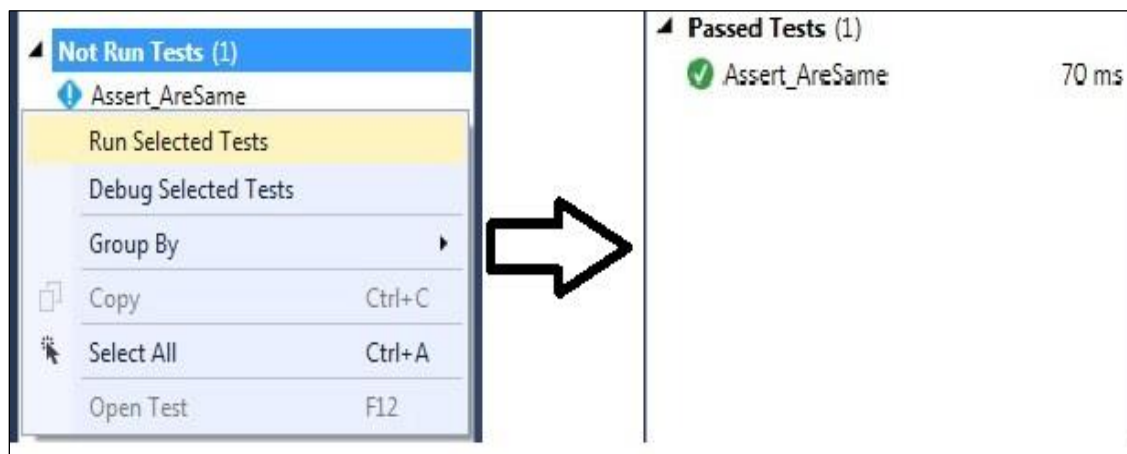 Not Run Tests (1)
Assert_AreSame
Run Selected Tests
Debug Selected Tests
Group By
Copy Ctrl+C
Select All Ctrl+A
Open Test F12
Passed Tests (1)
Assert_AreSame 70 ms